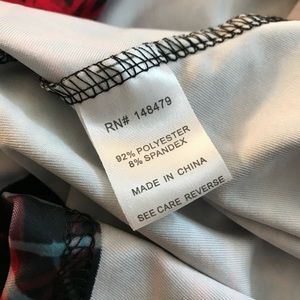 RN# 148479
92% POLYESTER
8% SPANDEX
MADE IN CHINA
SEE CARE REVERSE